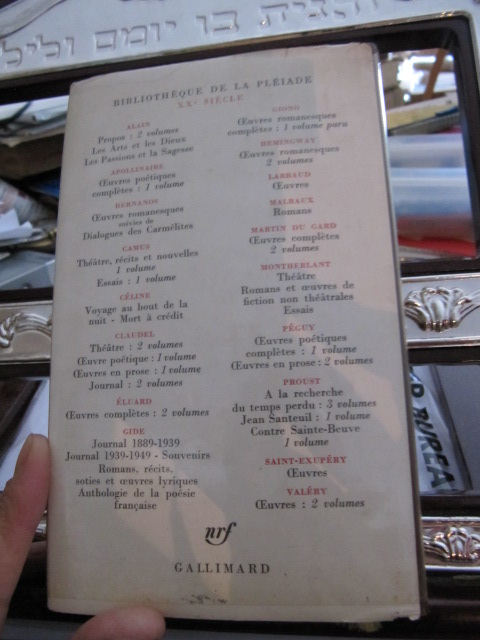 בו יומם וליל
BIBLIOTHÈQUE DE LA PLÉIADE
XXe SIÈCLE
ALAIN
Propos : 2 volumes
Les Arts et les Dieux
Les Passions et la Sagesse
APOLLINAIRE
Œuvres poétiques
complètes : 1 volume
BERNANOS
Œuvres romanesques
suivies de
Dialogues des Carmélites
CAMUS
Théâtre, récits et nouvelles
1 volume
Essais : 1 volume
CÉLINE
Voyage au bout de la
nuit - Mort à crédit
CLAUDEL
Théâtre : 2 volumes
Œuvre poétique : 1 volume
Œuvres en prose : 1 volume
Journal : 2 volumes
ÉLUARD
Œuvres complètes : 2 volumes
GIDE
Journal 1889-1939
Journal 1939-1949 - Souvenirs
Romans, récits,
soties et œuvres lyriques
Anthologie de la poésie
française
GIONO
Œuvres romanesques
complètes : 1 volume paru
HEMINGWAY
Œuvres romanesques
2 volumes
LARBAUD
Œuvres
MALRAUX
Romans
MARTIN DU GARD
Œuvres complètes
2 volumes
MONTHERLANT
Théâtre
Romans et œuvres de
fiction non théâtrales
Essais
PÉGUY
Œuvres poétiques
complètes : 1 volume
Œuvres en prose : 2 volumes
PROUST
A la recherche
du temps perdu : 3 volumes
Jean Santeuil : 1 volume
Contre Sainte-Beuve
1 volume
SAINT-EXUPÉRY
Œuvres
VALÉRY
Œuvres : 2 volumes
nrf
GALLIMARD